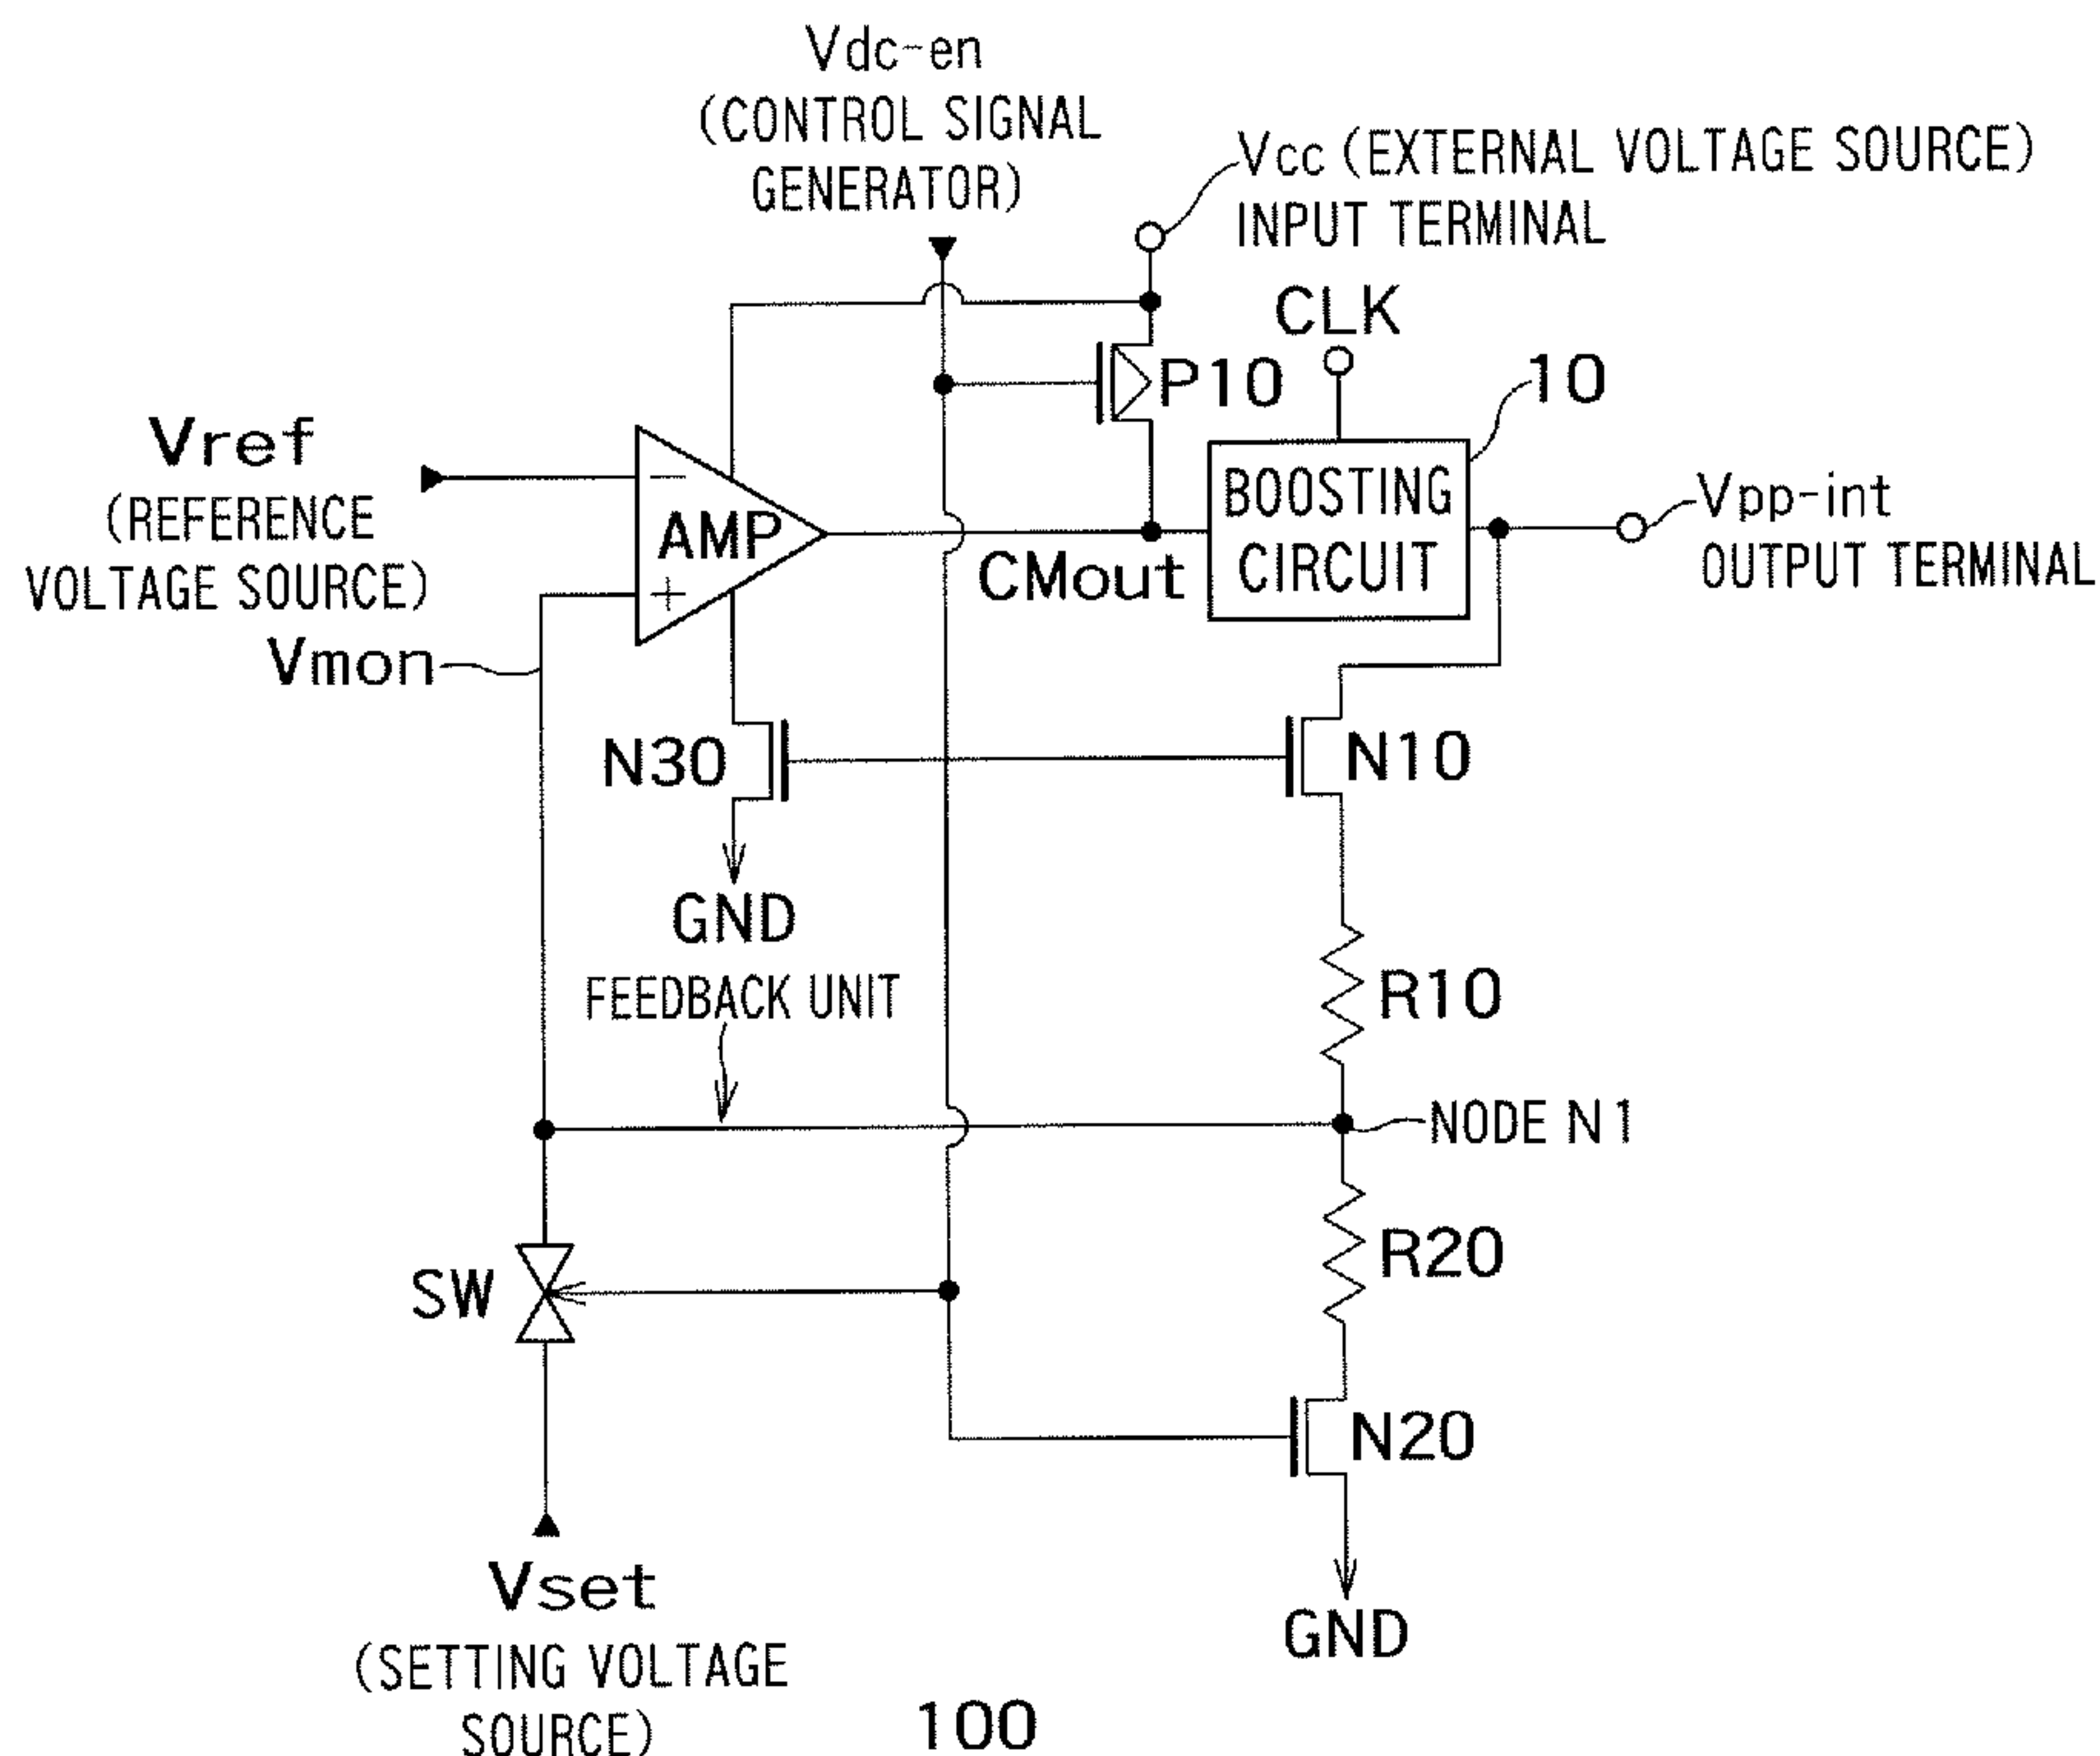 Vdc-en
(CONTROL SIGNAL
GENERATOR)
Vcc (EXTERNAL VOLTAGE SOURCE)
INPUT TERMINAL
CLK
P10
10
Vref
(REFERENCE
VOLTAGE SOURCE)
−
AMP
+
CMout
BOOSTING
CIRCUIT
Vpp-int
OUTPUT TERMINAL
Vmon
N30
N10
GND
FEEDBACK UNIT
R10
NODE N1
SW
R20
N20
Vset
(SETTING VOLTAGE
SOURCE)
GND
100